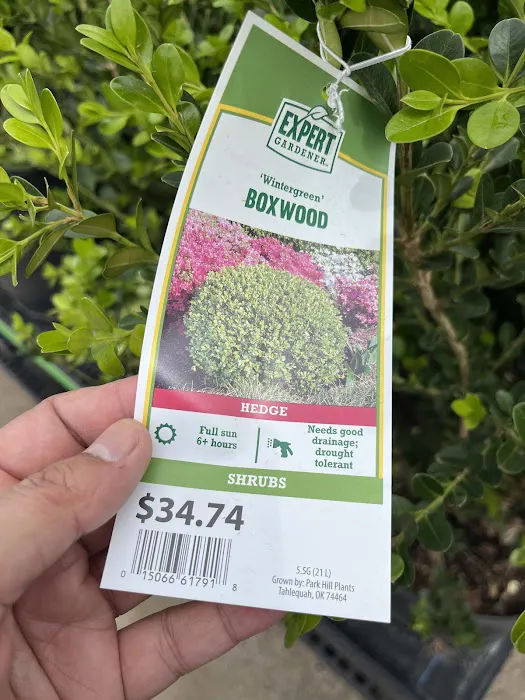 EXPERT
GARDENER
'Wintergreen'
BOXWOOD
HEDGE
Full sun
6+ hours
Needs good
drainage;
drought
tolerant
SHRUBS
$34.74
0 15066 61791 8
5.5G (21 L)
Grown by: Park Hill Plants
Tahlequah, OK 74464